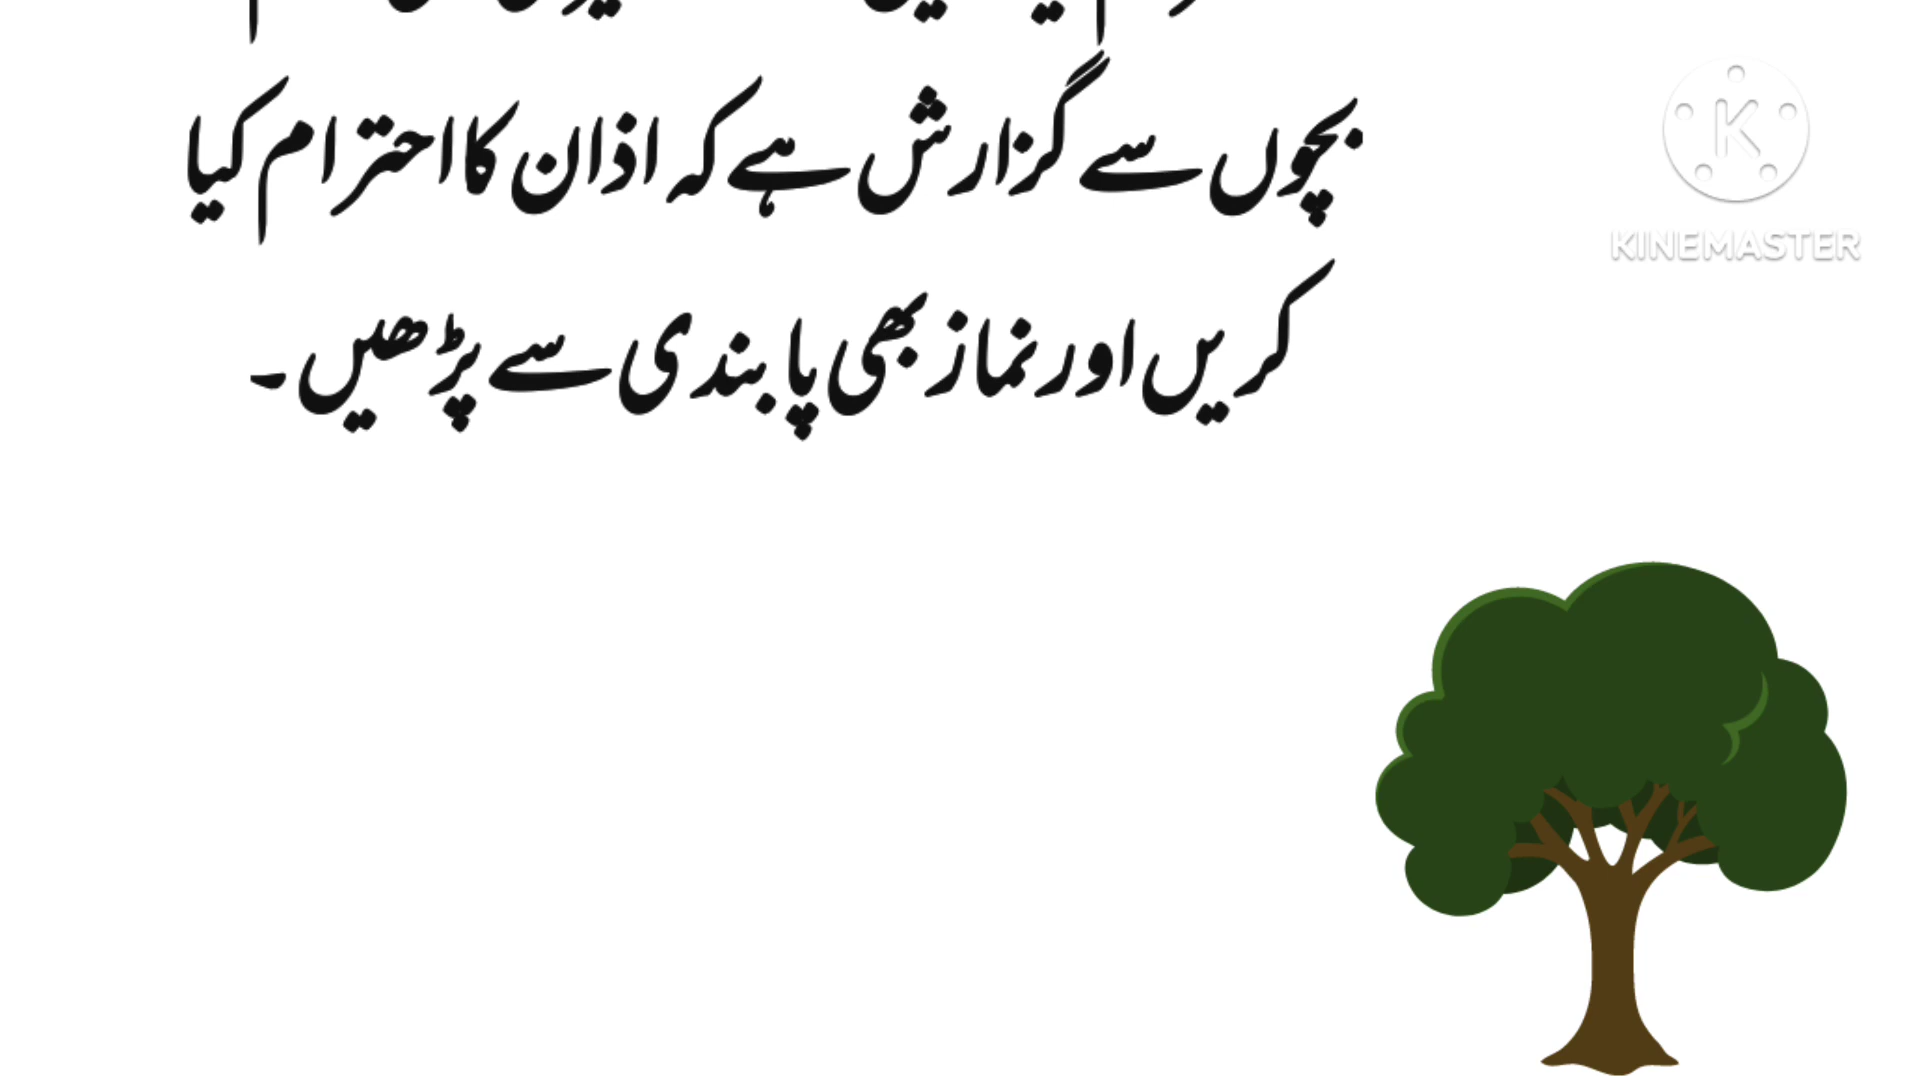 بچوں سے گزارش ہے کہ اذان کا احترام کیا
کریں اور نماز بھی پابندی سے پڑھیں۔
KINEMASTER